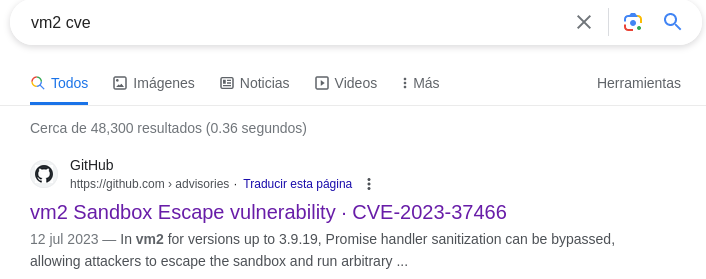 vm2 cve
Todos Imágenes Noticias Videos Más Herramientas
Cerca de 48,300 resultados (0.36 segundos)
GitHub
https://github.com › advisories · Traducir esta página
vm2 Sandbox Escape vulnerability · CVE-2023-37466
12 jul 2023 — In vm2 for versions up to 3.9.19, Promise handler sanitization can be bypassed,
allowing attackers to escape the sandbox and run arbitrary ...